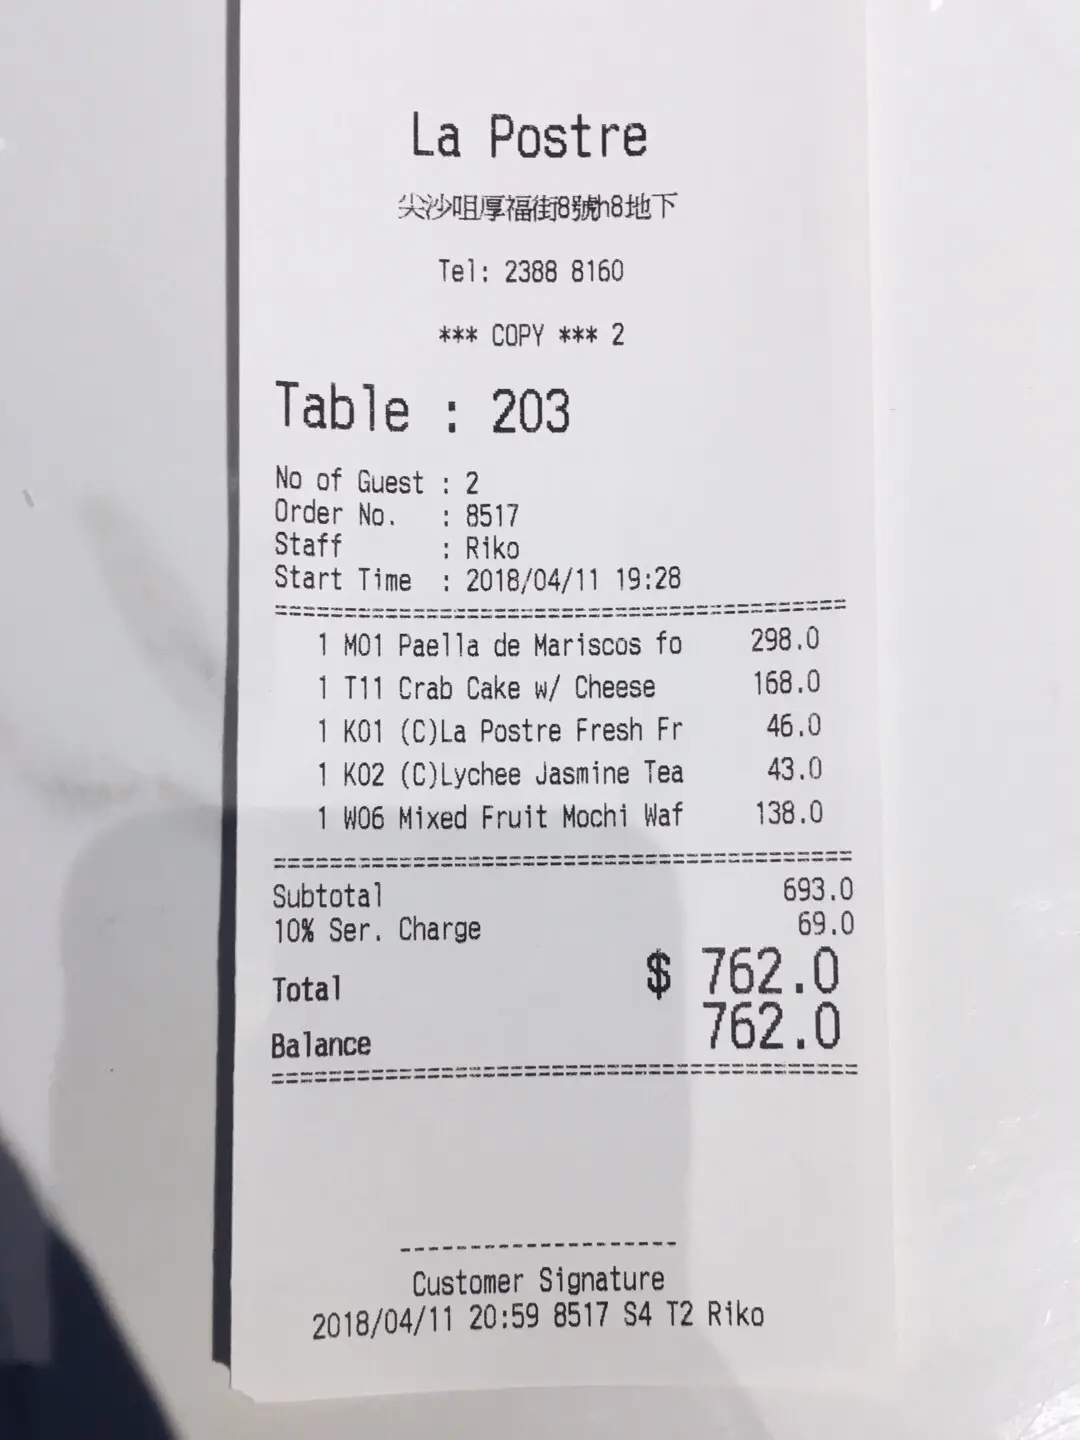 La Postre
尖沙咀厚福街8號h8地下
Tel: 2388 8160
*** COPY *** 2
Table : 203
No of Guest : 2
Order No. : 8517
Staff : Riko
Start Time : 2018/04/11 19:28
1 M01 Paella de Mariscos fo 298.0
1 T11 Crab Cake w/ Cheese 168.0
1 K01 (C)La Postre Fresh Fr 46.0
1 K02 (C)Lychee Jasmine Tea 43.0
1 W06 Mixed Fruit Mochi Waf 138.0
Subtotal 693.0
10% Ser. Charge 69.0
Total $ 762.0
Balance 762.0
Customer Signature
2018/04/11 20:59 8517 S4 T2 Riko